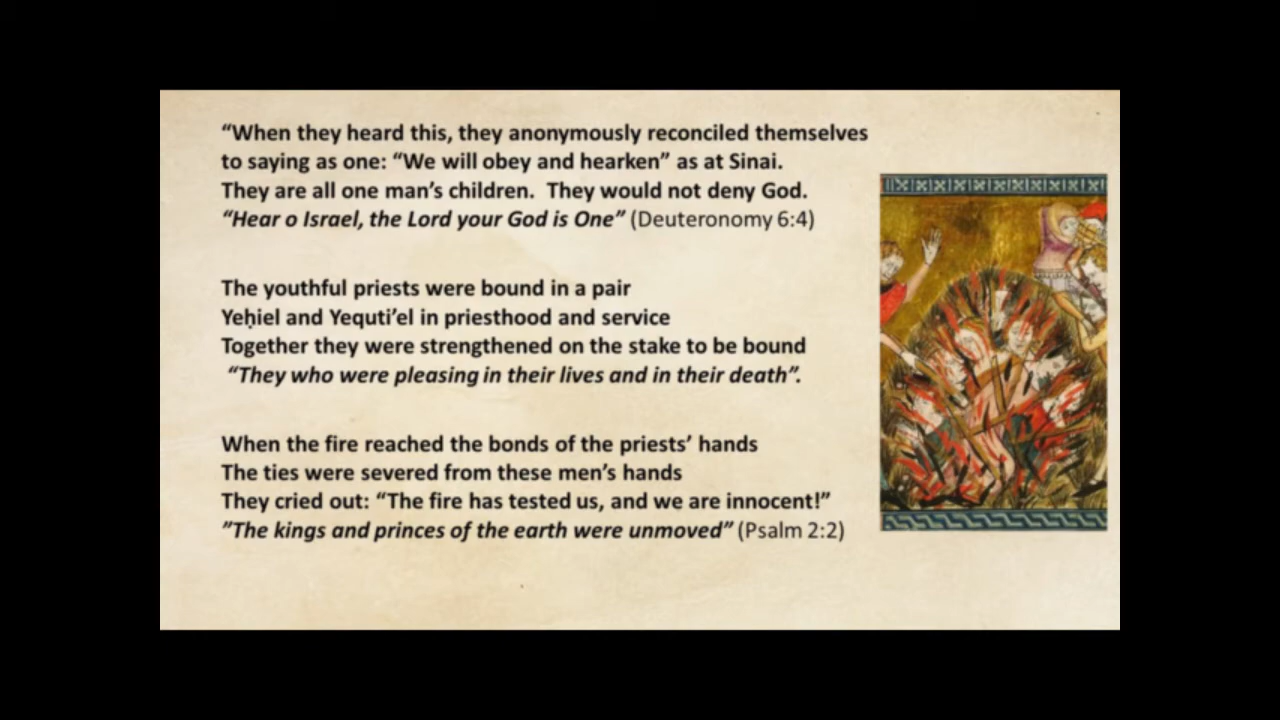 “When they heard this, they anonymously reconciled themselves
to saying as one: “We will obey and hearken” as at Sinai.
They are all one man’s children.  They would not deny God.
“Hear o Israel, the Lord your God is One” (Deuteronomy 6:4)
The youthful priests were bound in a pair
Yeḥiel and Yequti’el in priesthood and service
Together they were strengthened on the stake to be bound
“They who were pleasing in their lives and in their death”.
When the fire reached the bonds of the priests’ hands
The ties were severed from these men’s hands
They cried out: “The fire has tested us, and we are innocent!”
”The kings and princes of the earth were unmoved” (Psalm 2:2)